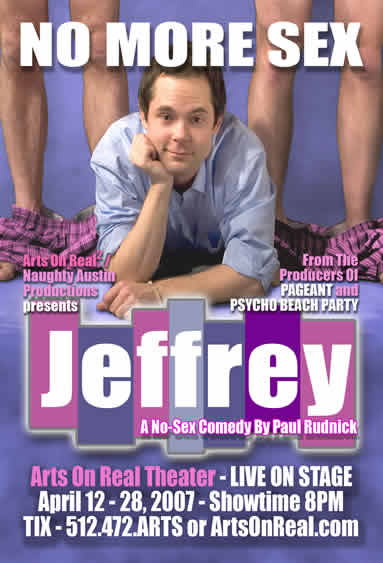 NO MORE SEX
Arts On Real /
Naughty Austin
Productions
presents
From The
Producers Of
PAGEANT and
PSYCHO BEACH PARTY
Jeffrey
A No-Sex Comedy By Paul Rudnick
Arts On Real Theater - LIVE ON STAGE
April 12 - 28, 2007 - Showtime 8PM
TIX - 512.472.ARTS or ArtsOnReal.com